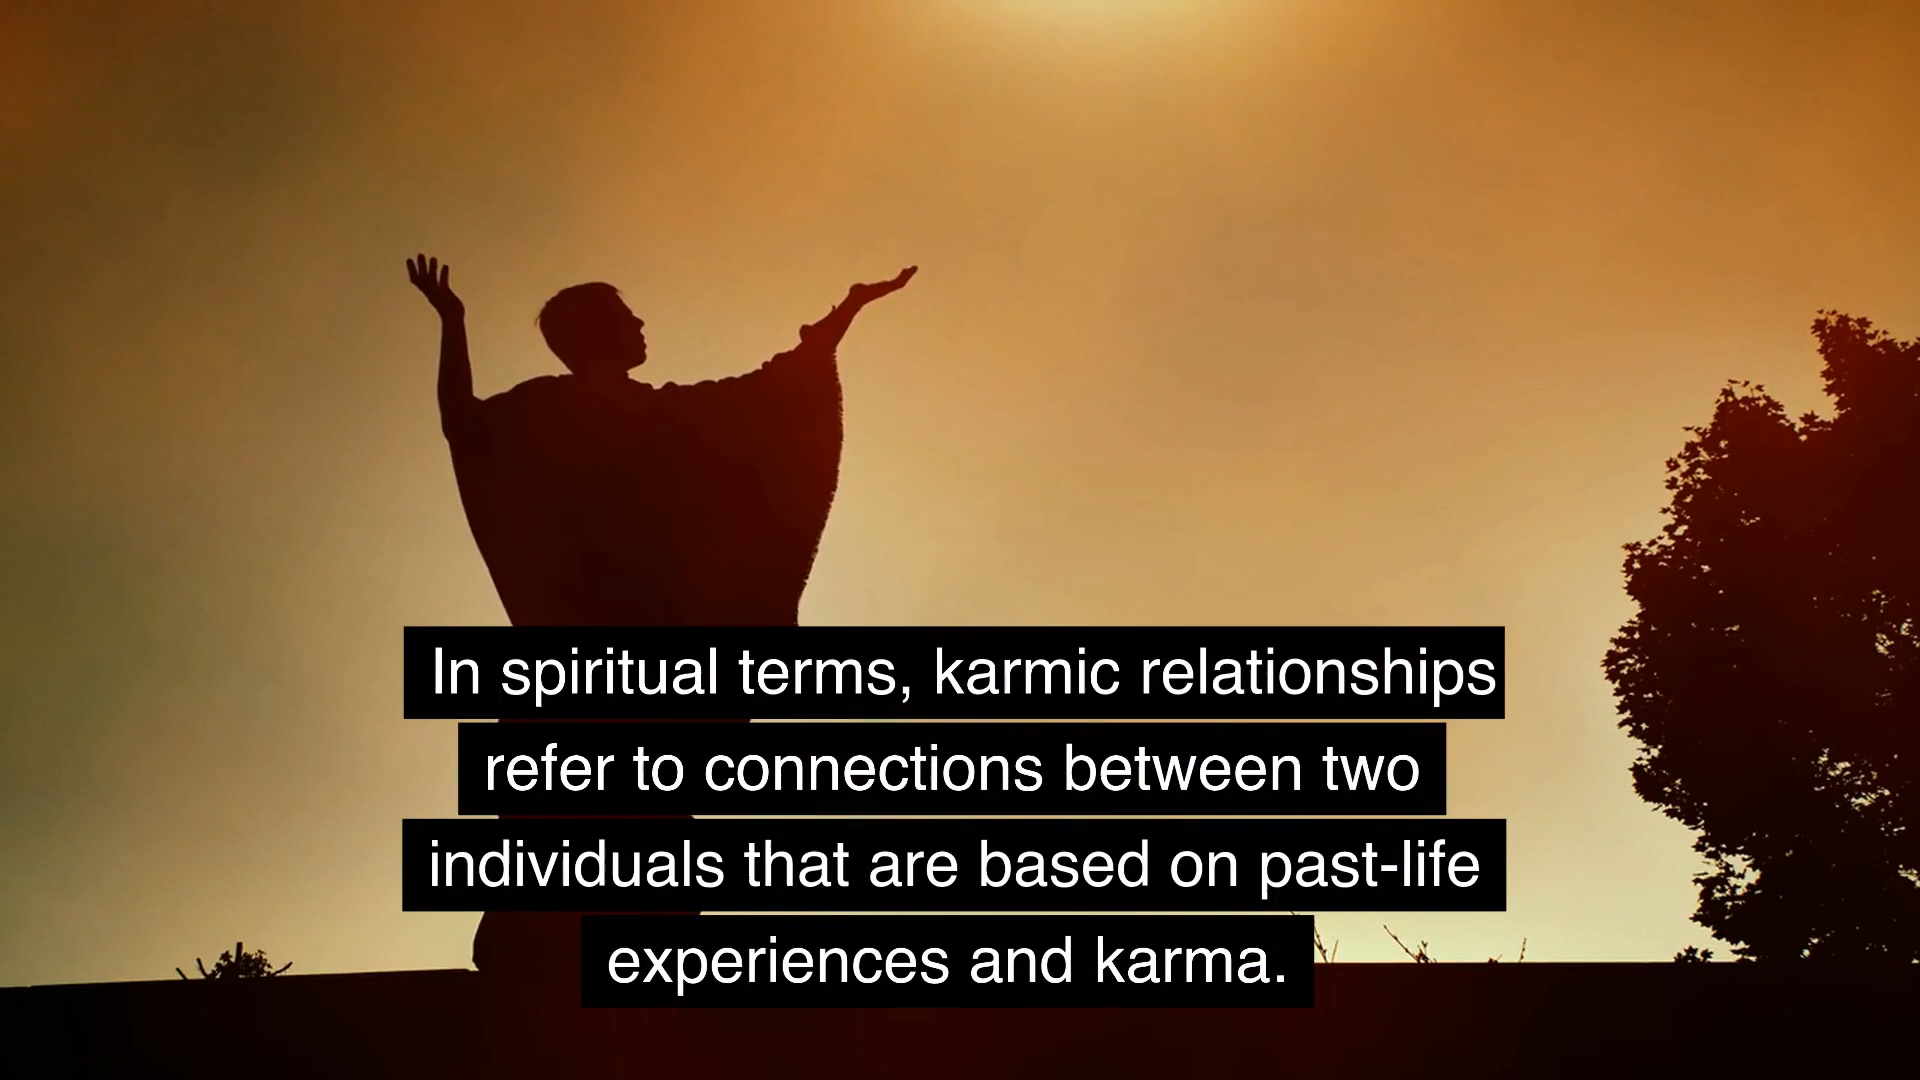 In spiritual terms, karmic relationships
refer to connections between two
individuals that are based on past-life
experiences and karma.